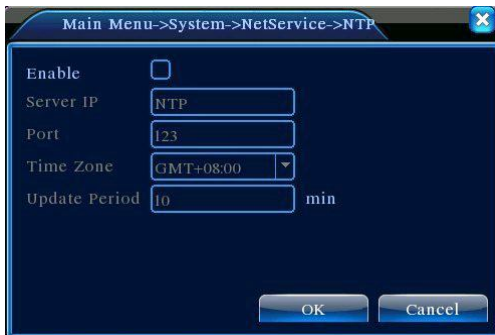 Main Menu->System->NetService->NTP
Enable
Server IP NTP
Port 123
Time Zone GMT+08:00
Update Period 10 min
OK Cancel